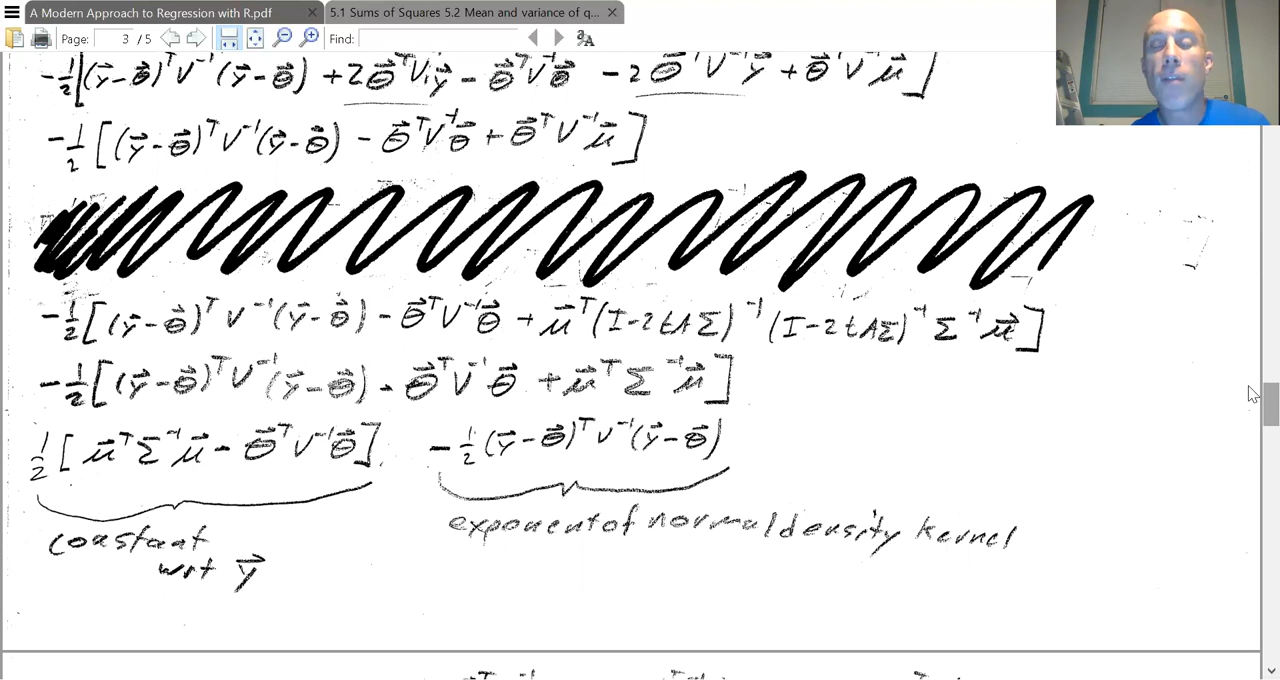 A Modern Approach to Regression with R.pdf
5.1 Sums of Squares 5.2 Mean and variance of q...
Page: 3 / 5 Find:
-½[(y⃗-θ⃗)ᵀV⁻¹(y⃗-θ⃗) +2θ⃗ᵀV⁻¹y⃗ - θ⃗ᵀV⁻¹θ⃗ -2θ⃗ᵀV⁻¹y⃗ + θ⃗ᵀV⁻¹μ⃗]
-½[(y⃗-θ⃗)ᵀV⁻¹(y⃗-θ⃗) - θ⃗ᵀV⁻¹θ⃗ + θ⃗ᵀV⁻¹μ⃗]
-½[(y⃗-θ⃗)ᵀV⁻¹(y⃗-θ⃗) - θ⃗ᵀV⁻¹θ⃗ + μ⃗ᵀ(I-2tAΣ)⁻¹(I-2tAΣ)⁻¹Σ⁻¹μ⃗]
-½[(y⃗-θ⃗)ᵀV⁻¹(y⃗-θ⃗) - θ⃗ᵀV⁻¹θ⃗ + μ⃗ᵀΣ⁻¹μ⃗]
½[μ⃗ᵀΣ⁻¹μ⃗ - θ⃗ᵀV⁻¹θ⃗] -½(y⃗-θ⃗)ᵀV⁻¹(y⃗-θ⃗)
exponent of normal density kernel
constant
wrt y⃗